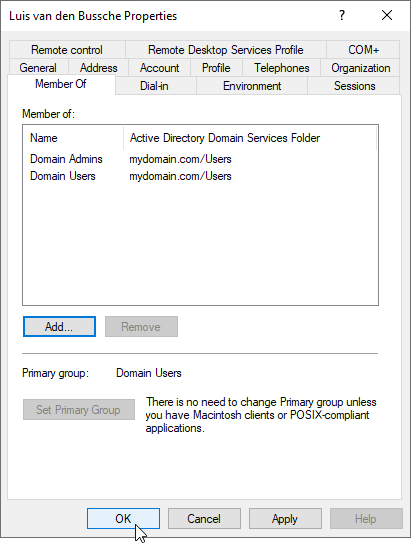 Luis van den Bussche Properties ?
Remote control Remote Desktop Services Profile COM+
General Address Account Profile Telephones Organization
Member Of Dial-in Environment Sessions
Member of:
Name Active Directory Domain Services Folder
Domain Admins mydomain.com/Users
Domain Users mydomain.com/Users
Add... Remove
Primary group: Domain Users
Set Primary Group There is no need to change Primary group unless
you have Macintosh clients or POSIX-compliant
applications.
OK Cancel Apply Help